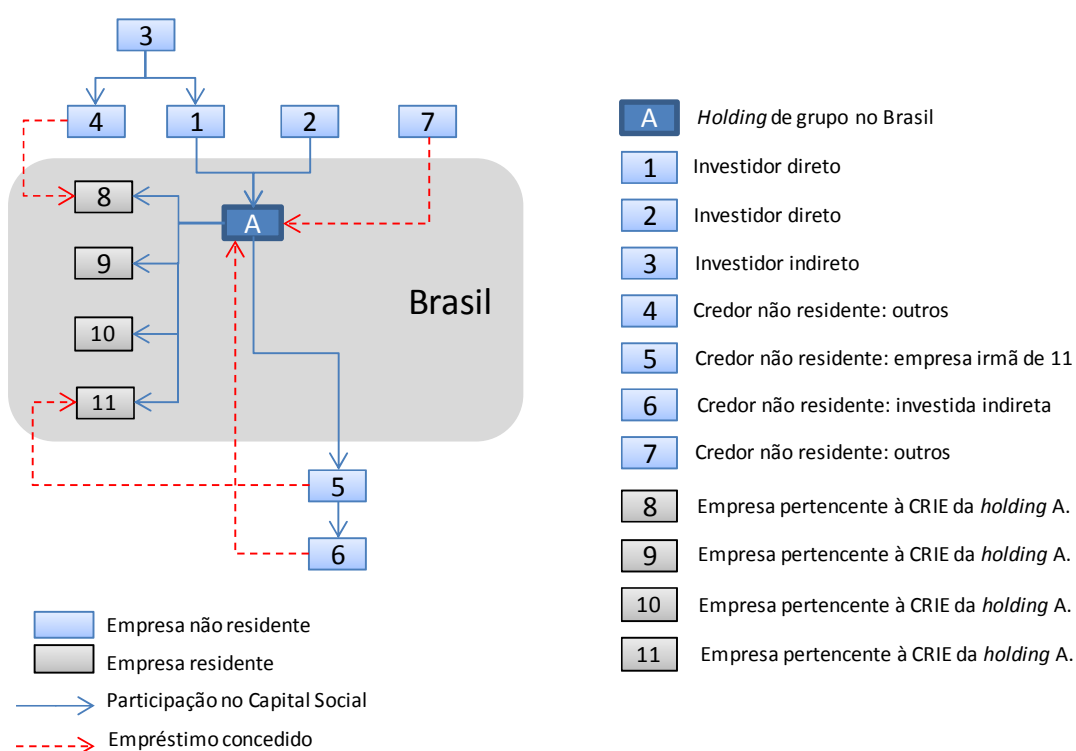 3
4
1
2
7
8
A
9
10
11
Brasil
5
6
Empresa não residente
Empresa residente
Participação no Capital Social
Empréstimo concedido
A Holding de grupo no Brasil
1 Investidor direto
2 Investidor direto
3 Investidor indireto
4 Credor não residente: outros
5 Credor não residente: empresa irmã de 11
6 Credor não residente: investida indireta
7 Credor não residente: outros
8 Empresa pertencente à CRIE da holding A.
9 Empresa pertencente à CRIE da holding A.
10 Empresa pertencente à CRIE da holding A.
11 Empresa pertencente à CRIE da holding A.